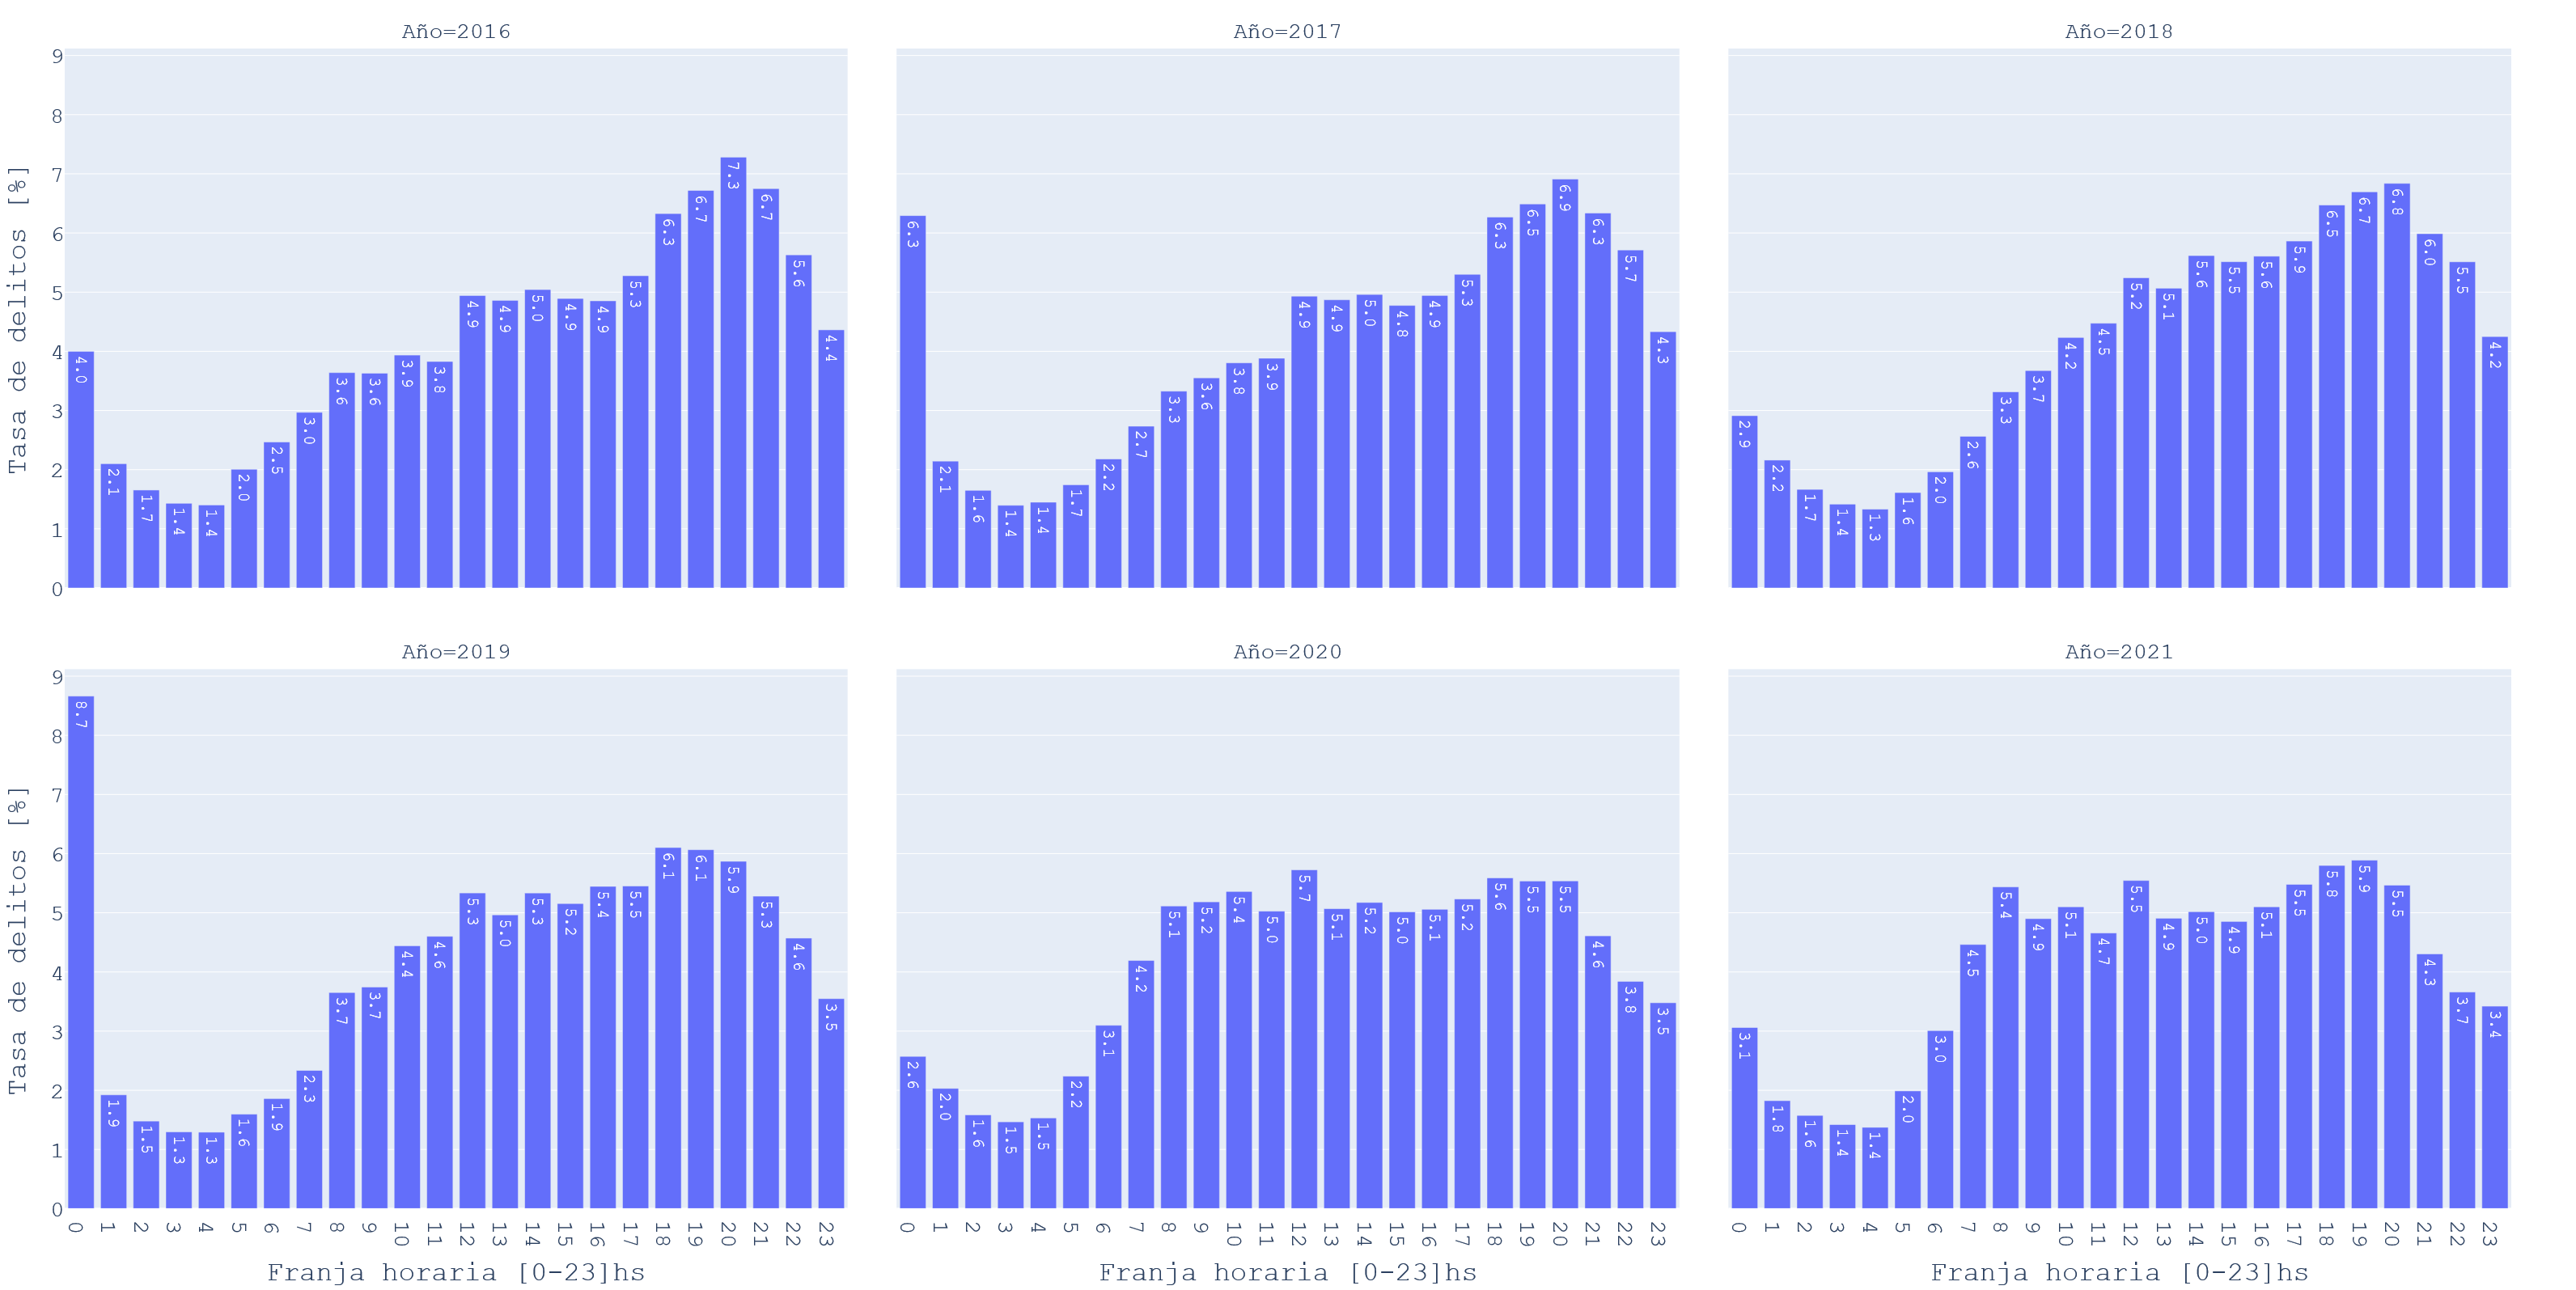 Año=2016
Año=2017
Año=2018
Tasa de delitos [%]
9
8
7
6
5
4
3
2
1
0
4.0 2.1 1.7 1.4 1.4 2.0 2.5 3.0 3.6 3.6 3.9 3.8 4.9 4.9 5.0 4.9 4.9 5.3 6.3 6.7 7.3 6.7 5.6 4.4
6.3 2.1 1.6 1.4 1.4 1.7 2.2 2.7 3.3 3.6 3.8 3.9 4.9 4.9 5.0 4.8 4.9 5.3 6.3 6.5 6.9 6.3 5.7 4.3
2.9 2.2 1.7 1.4 1.3 1.6 2.0 2.6 3.3 3.7 4.2 4.5 5.2 5.1 5.6 5.5 5.6 5.9 6.5 6.7 6.8 6.0 5.5 4.2
Año=2019
Año=2020
Año=2021
Tasa de delitos [%]
9
8
7
6
5
4
3
2
1
0
8.7 1.9 1.5 1.3 1.3 1.6 1.9 2.3 3.7 3.7 4.4 4.6 5.3 5.0 5.3 5.2 5.4 5.5 6.1 6.1 5.9 5.3 4.6 3.5
2.6 2.0 1.6 1.5 1.5 2.2 3.1 4.2 5.1 5.2 5.4 5.0 5.7 5.1 5.2 5.0 5.1 5.2 5.6 5.5 5.5 4.6 3.8 3.5
3.1 1.8 1.6 1.4 1.4 2.0 3.0 4.5 5.4 4.9 5.1 4.7 5.5 4.9 5.0 4.9 5.1 5.5 5.8 5.9 5.5 4.3 3.7 3.4
0 1 2 3 4 5 6 7 8 9 10 11 12 13 14 15 16 17 18 19 20 21 22 23
0 1 2 3 4 5 6 7 8 9 10 11 12 13 14 15 16 17 18 19 20 21 22 23
0 1 2 3 4 5 6 7 8 9 10 11 12 13 14 15 16 17 18 19 20 21 22 23
Franja horaria [0-23]hs
Franja horaria [0-23]hs
Franja horaria [0-23]hs